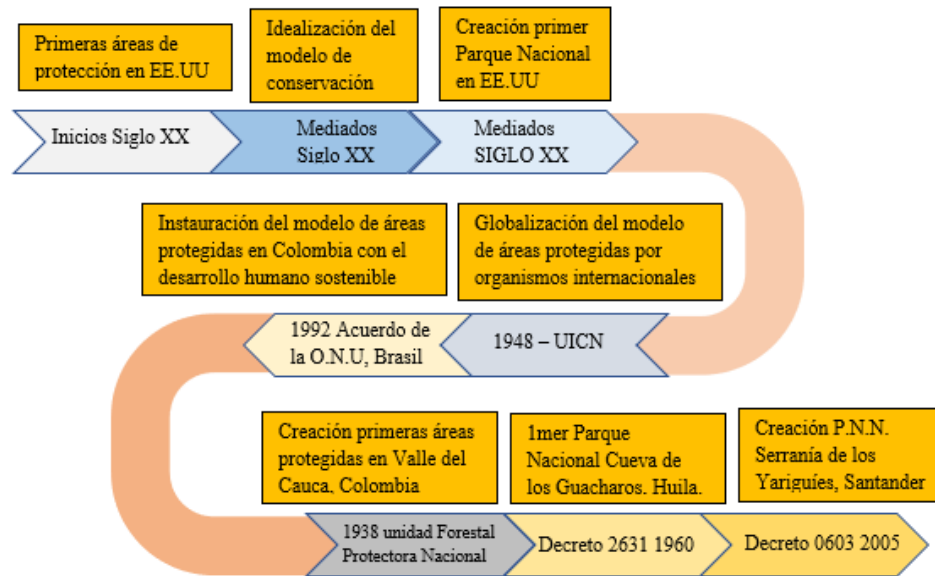 Primeras áreas de
protección en EE.UU
Idealización del
modelo de
conservación
Creación primer
Parque Nacional
en EE.UU
Inicios Siglo XX
Mediados
Siglo XX
Mediados
SIGLO XX
Instauración del modelo de áreas
protegidas en Colombia con el
desarrollo humano sostenible
Globalización del modelo
de áreas protegidas por
organismos internacionales
1992 Acuerdo de
la O.N.U, Brasil
1948 – UICN
Creación primeras áreas
protegidas en Valle del
Cauca, Colombia
1mer Parque
Nacional Cueva de
los Guacharos. Huila.
Creación P.N.N.
Serranía de los
Yariguíes, Santander
1938 unidad Forestal
Protectora Nacional
Decreto 2631 1960
Decreto 0603 2005